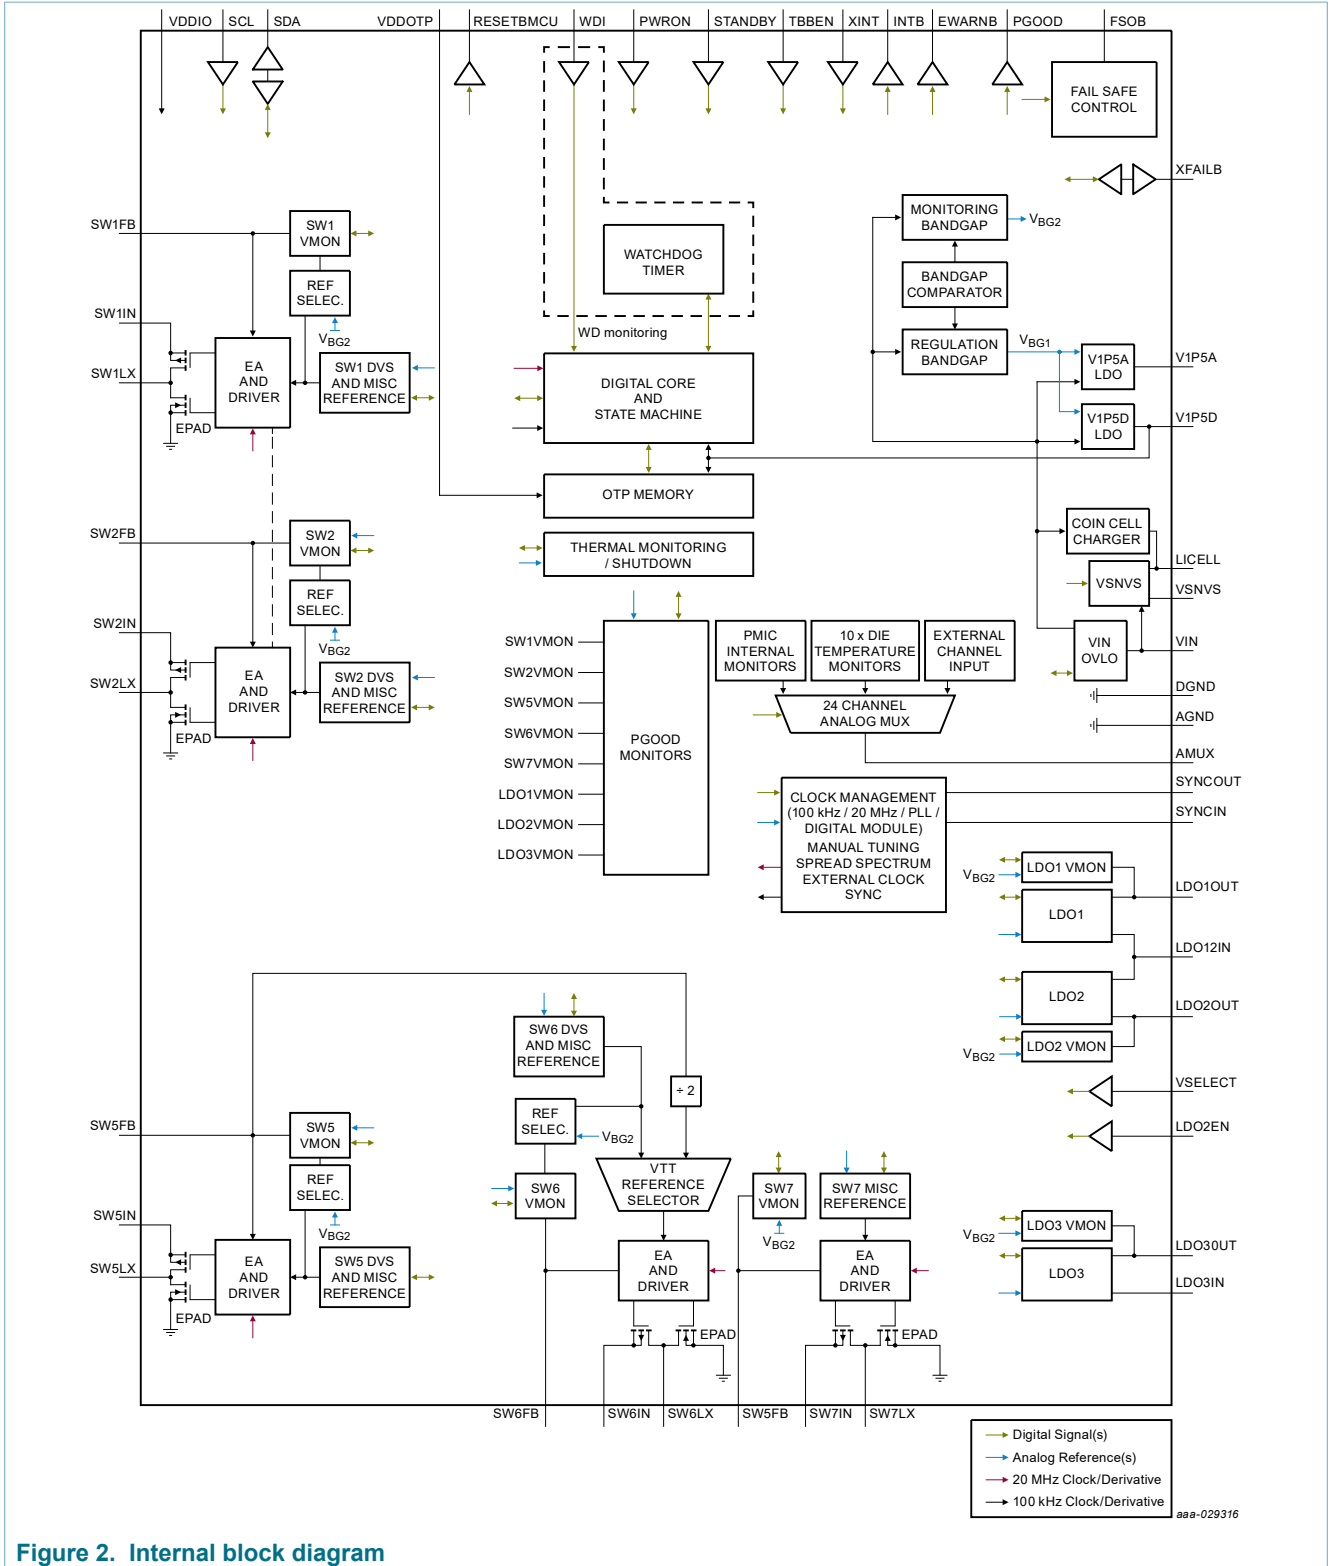 VDDIO SCL SDA VDDOTP RESETBMCU WDI PWRON STANDBY TBBEN XINT INTB EWARNB PGOOD FSOB
FAIL SAFE
CONTROL
XFAILB
SW1FB
SW1
VMON
REF
SELEC.
VBG2
SW1IN
SW1LX
EA
AND
DRIVER
SW1 DVS
AND MISC
REFERENCE
EPAD
WATCHDOG
TIMER
WD monitoring
DIGITAL CORE
AND
STATE MACHINE
OTP MEMORY
THERMAL MONITORING
/ SHUTDOWN
MONITORING
BANDGAP
VBG2
BANDGAP
COMPARATOR
REGULATION
BANDGAP
VBG1
V1P5A
LDO
V1P5A
V1P5D
LDO
V1P5D
COIN CELL
CHARGER
LICELL
VSNVS
VSNVS
VIN
OVLO
VIN
DGND
AGND
SW2FB
SW2
VMON
REF
SELEC.
VBG2
SW2IN
SW2LX
EA
AND
DRIVER
SW2 DVS
AND MISC
REFERENCE
EPAD
SW1VMON
SW2VMON
SW5VMON
SW6VMON
SW7VMON
LDO1VMON
LDO2VMON
LDO3VMON
PGOOD
MONITORS
PMIC
INTERNAL
MONITORS
10 x DIE
TEMPERATURE
MONITORS
EXTERNAL
CHANNEL
INPUT
24 CHANNEL
ANALOG MUX
AMUX
SYNCOUT
SYNCIN
CLOCK MANAGEMENT
(100 kHz / 20 MHz / PLL /
DIGITAL MODULE)
MANUAL TUNING
SPREAD SPECTRUM
EXTERNAL CLOCK
SYNC
LDO1 VMON
VBG2
LDO1OUT
LDO1
LDO12IN
LDO2
LDO2OUT
LDO2 VMON
VBG2
VSELECT
LDO2EN
LDO3 VMON
VBG2
LDO30UT
LDO3
LDO3IN
SW5FB
SW5
VMON
REF
SELEC.
VBG2
SW5IN
SW5LX
EA
AND
DRIVER
SW5 DVS
AND MISC
REFERENCE
EPAD
SW6 DVS
AND MISC
REFERENCE
÷ 2
REF
SELEC.
VBG2
SW6
VMON
VTT
REFERENCE
SELECTOR
EA
AND
DRIVER
EPAD
SW7
VMON
VBG2
SW7 MISC
REFERENCE
EA
AND
DRIVER
EPAD
SW6FB SW6IN SW6LX SW5FB SW7IN SW7LX
Digital Signal(s)
Analog Reference(s)
20 MHz Clock/Derivative
100 kHz Clock/Derivative
aaa-029316
Figure 2. Internal block diagram